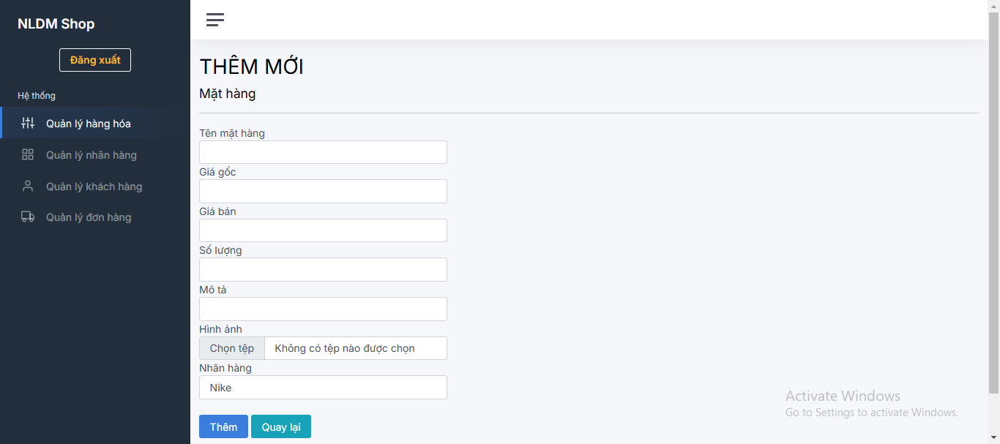 NLDM Shop
Đăng xuất
Hệ thống
Quản lý hàng hóa
Quản lý nhãn hàng
Quản lý khách hàng
Quản lý đơn hàng
THÊM MỚI
Mặt hàng
Tên mặt hàng
Giá gốc
Giá bán
Số lượng
Mô tả
Hình ảnh
Chọn tệp Không có tệp nào được chọn
Nhãn hàng
Nike
Thêm Quay lại
Activate Windows
Go to Settings to activate Windows.